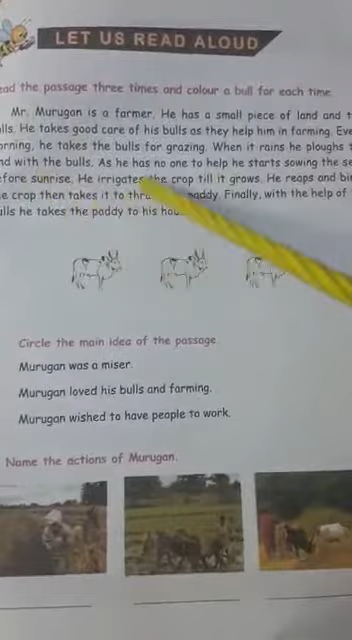 LET US READ ALOUD
ead the passage three times and colour a bull for each time
Mr. Murugan is a farmer. He has a small piece of land and t
lls. He takes good care of his bulls as they help him in farming. Eve
orning, he takes the bulls for grazing. When it rains he ploughs t
nd with the bulls. As he has no one to help he starts sowing the se
efore sunrise. He irrigates the crop till it grows. He reaps and bi
e crop then takes it to thr paddy. Finally, with the help of
ulls he takes the paddy to his hou
Circle the main idea of the passage
Murugan was a miser.
Murugan loved his bulls and farming.
Murugan wished to have people to work.
Name the actions of Murugan.